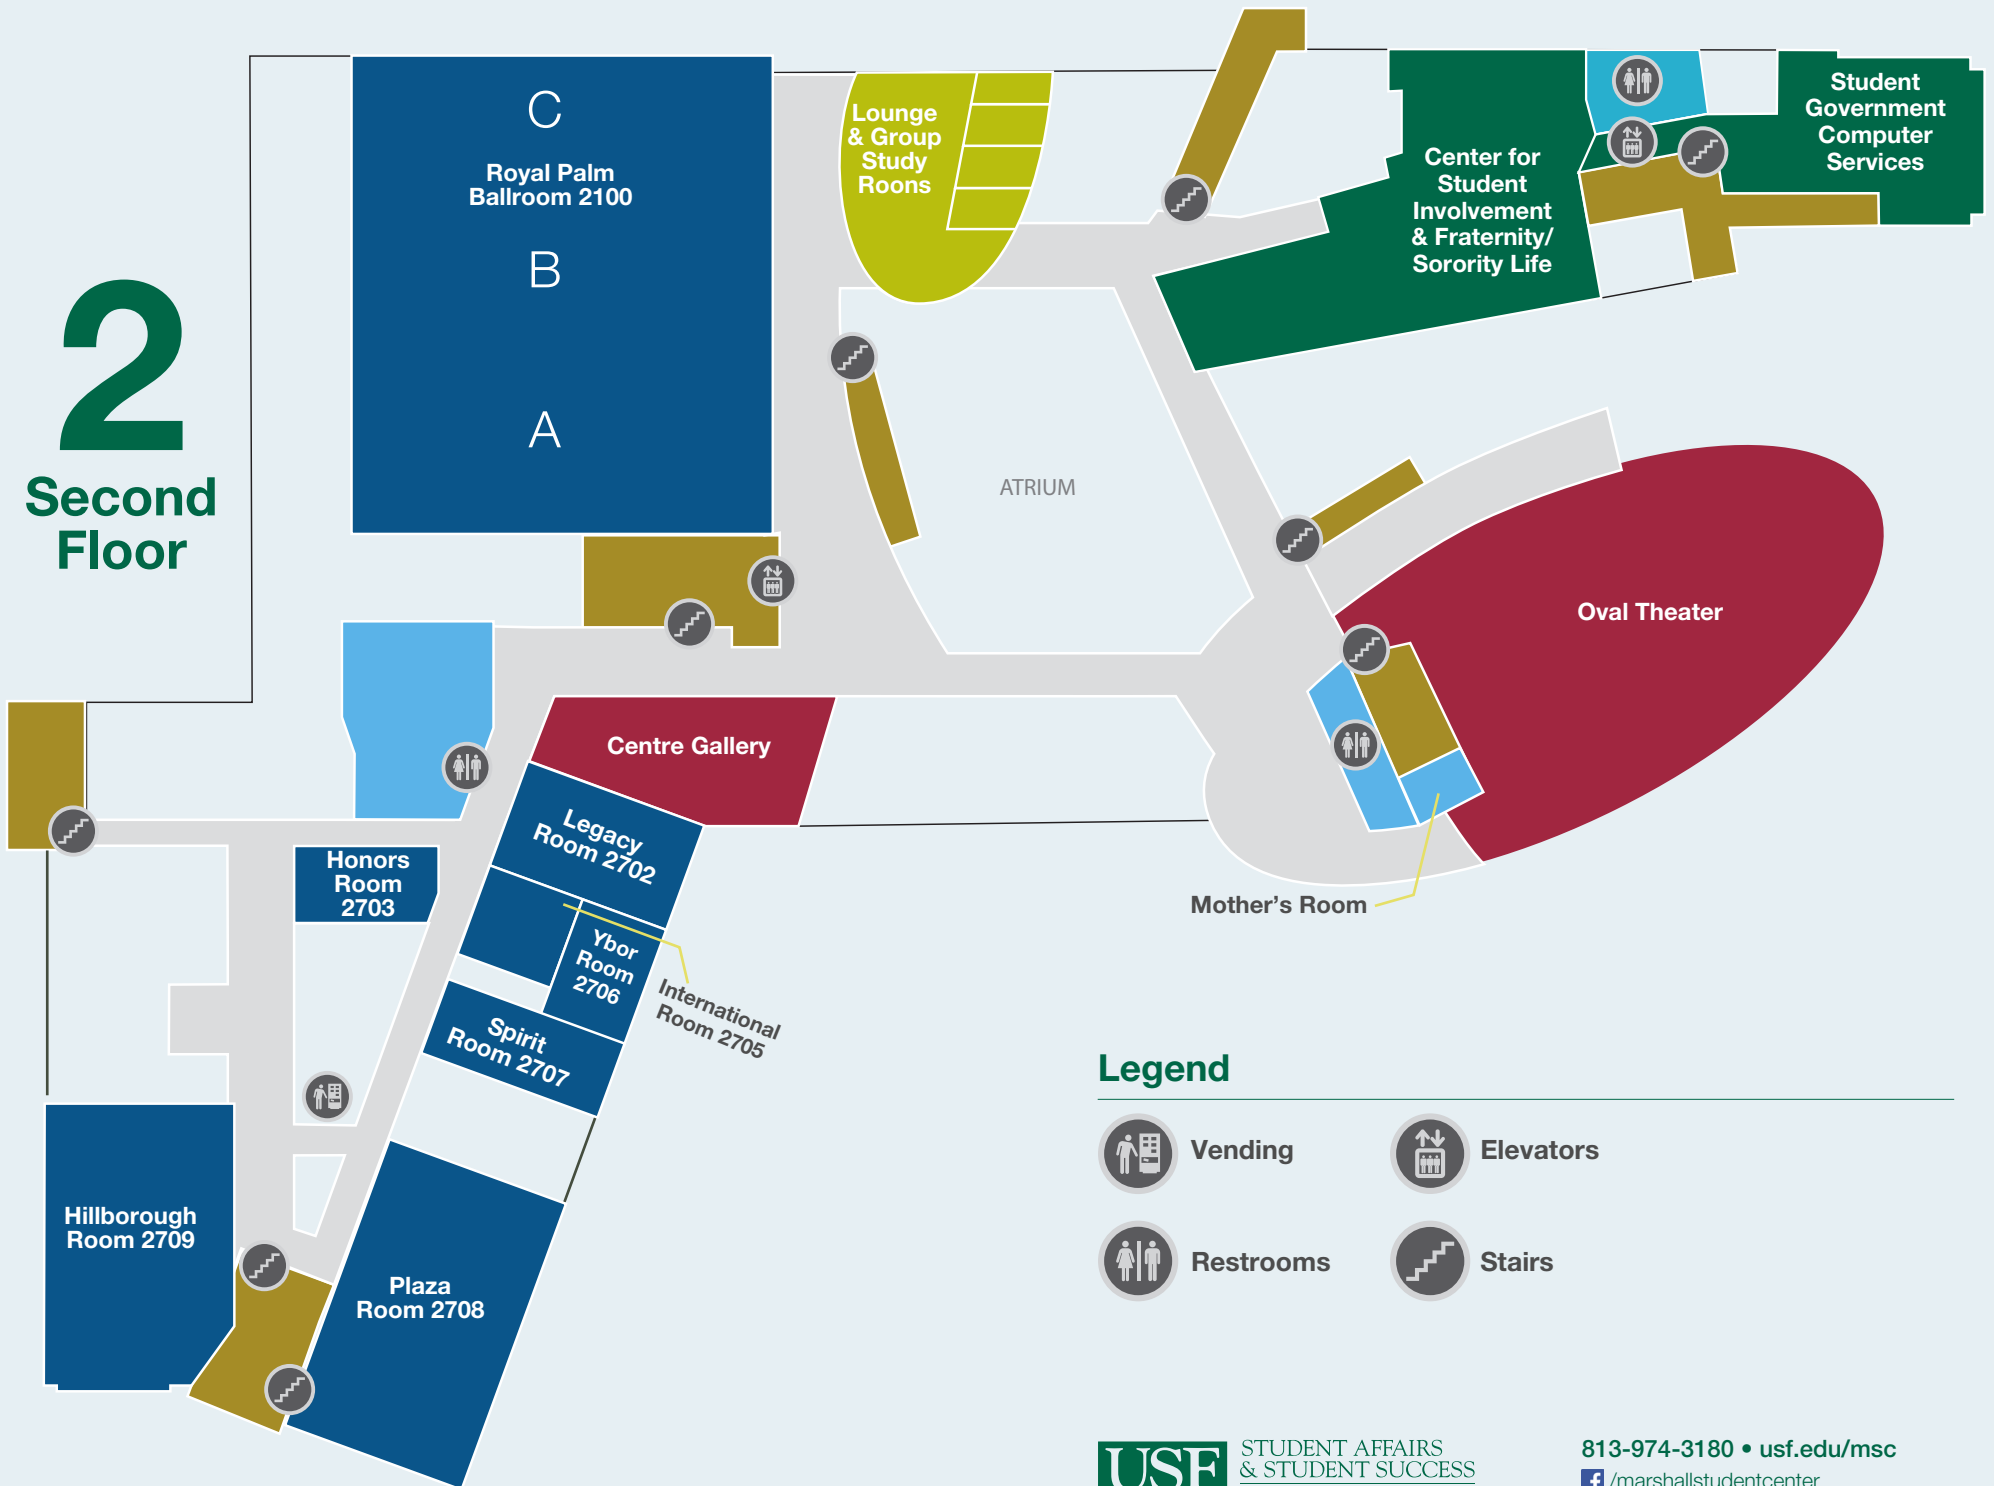 2
Second
Floor
C
Royal Palm
Ballroom 2100
B
A
Lounge
& Group
Study
Roons
Center for
Student
Involvement
& Fraternity/
Sorority Life
Student
Government
Computer
Services
ATRIUM
Oval Theater
Centre Gallery
Legacy
Room 2702
Honors
Room
2703
Ybor
Room
2706
International
Room 2705
Spirit
Room 2707
Mother's Room
Hillborough
Room 2709
Plaza
Room 2708
Legend
Vending
Elevators
Restrooms
Stairs
USF
STUDENT AFFAIRS
& STUDENT SUCCESS
813-974-3180 • usf.edu/msc
/marshallstudentcenter